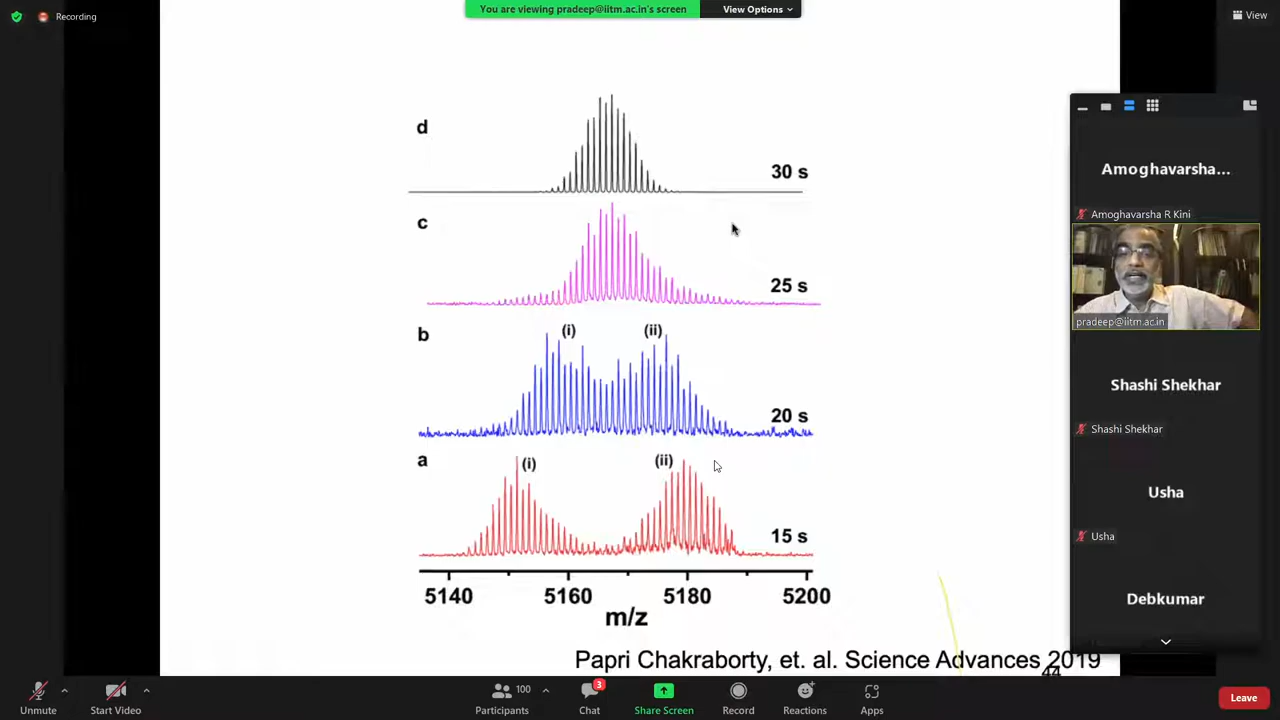 Recording
You are viewing pradeep@iitm.ac.in's screen
View Options
View
d
30 s
c
25 s
b
(i)
(ii)
20 s
a
(i)
(ii)
15 s
5140
5160
5180
5200
m/z
Papri Chakraborty, et. al. Science Advances 2019
44
Amoghavarsha...
Amoghavarsha R Kini
pradeep@iitm.ac.in
Shashi Shekhar
Shashi Shekhar
Usha
Usha
Debkumar
Unmute
Start Video
100
Participants
3
Chat
Share Screen
Record
Reactions
Apps
Leave